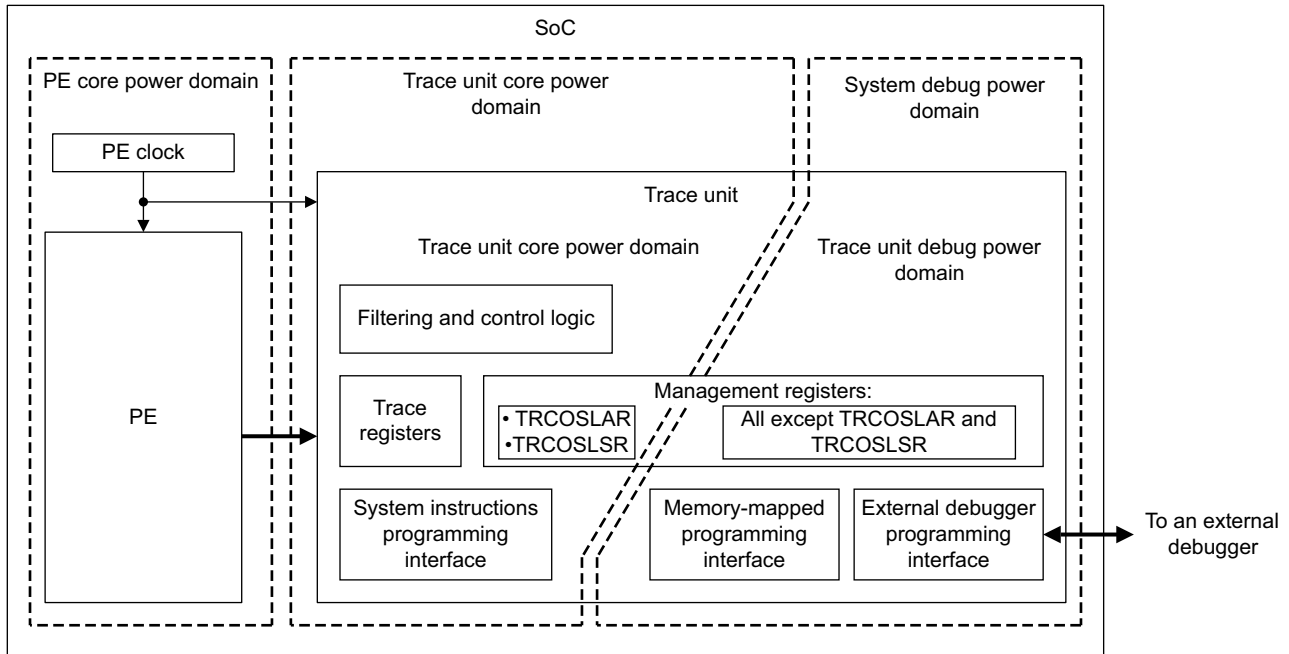 SoC
PE core power domain
Trace unit core power
domain
System debug power
domain
PE clock
Trace unit
Trace unit core power domain
Trace unit debug power
domain
Filtering and control logic
PE
Trace
registers
Management registers:
• TRCOSLAR
•TRCOSLSR
All except TRCOSLAR and
TRCOSLSR
System instructions
programming
interface
Memory-mapped
programming
interface
External debugger
programming
interface
To an external
debugger